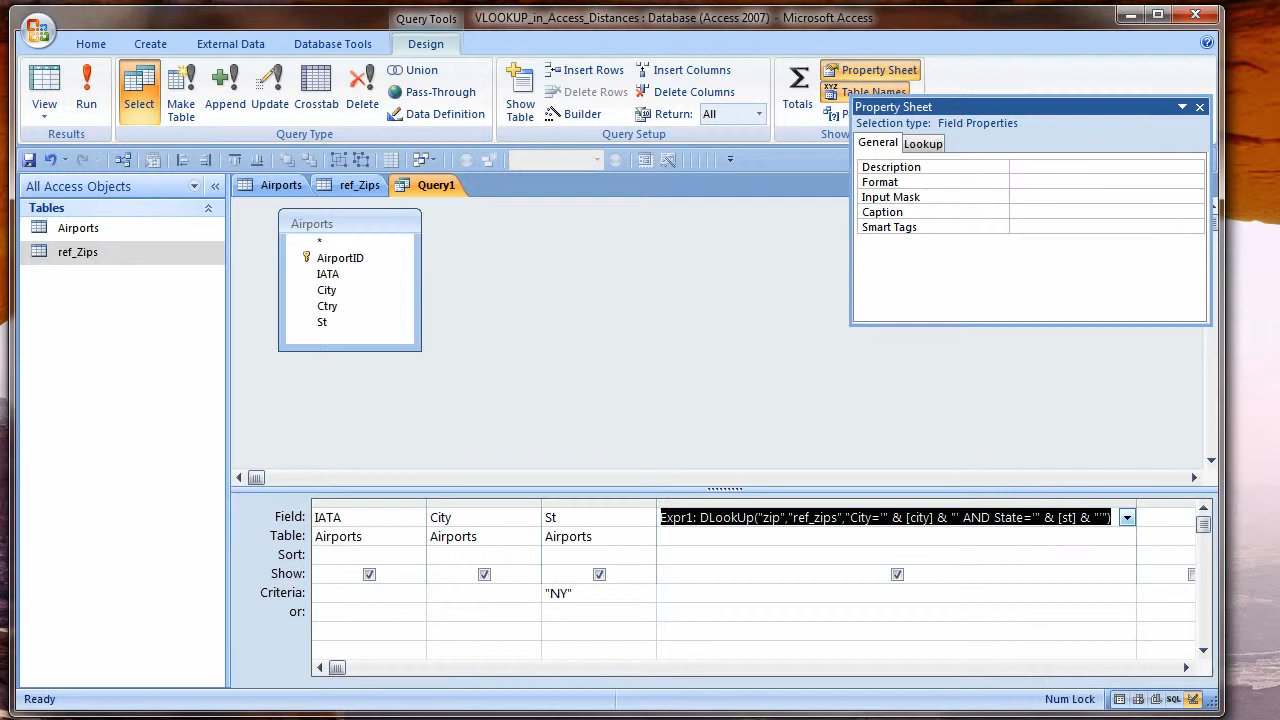 Query Tools
VLOOKUP_in_Access_Distances : Database (Access 2007) - Microsoft Access
Home
Create
External Data
Database Tools
Design
View
Run
Results
Select
Make Table
Append
Update
Crosstab
Delete
Union
Pass-Through
Data Definition
Query Type
Show Table
Insert Rows
Delete Rows
Builder
Insert Columns
Delete Columns
Return:
All
Query Setup
Totals
Property Sheet
Table Names
Property Sheet
Selection type: Field Properties
General
Lookup
Description
Format
Input Mask
Caption
Smart Tags
All Access Objects
Tables
Airports
ref_Zips
Airports
ref_Zips
Query1
Airports
*
AirportID
IATA
City
Ctry
St
Field: IATA City St Expr1: DLookUp("zip","ref_zips","City='" & [city] & "' AND State='" & [st] & "'")
Table: Airports Airports Airports
Sort:
Show:
Criteria: "NY"
or:
Ready
Num Lock
SQL